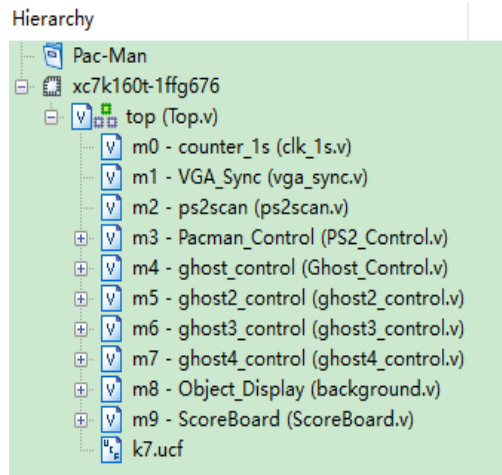 Hierarchy
Pac-Man
xc7k160t-1ffg676
top (Top.v)
m0 - counter_1s (clk_1s.v)
m1 - VGA_Sync (vga_sync.v)
m2 - ps2scan (ps2scan.v)
m3 - Pacman_Control (PS2_Control.v)
m4 - ghost_control (Ghost_Control.v)
m5 - ghost2_control (ghost2_control.v)
m6 - ghost3_control (ghost3_control.v)
m7 - ghost4_control (ghost4_control.v)
m8 - Object_Display (background.v)
m9 - ScoreBoard (ScoreBoard.v)
k7.ucf